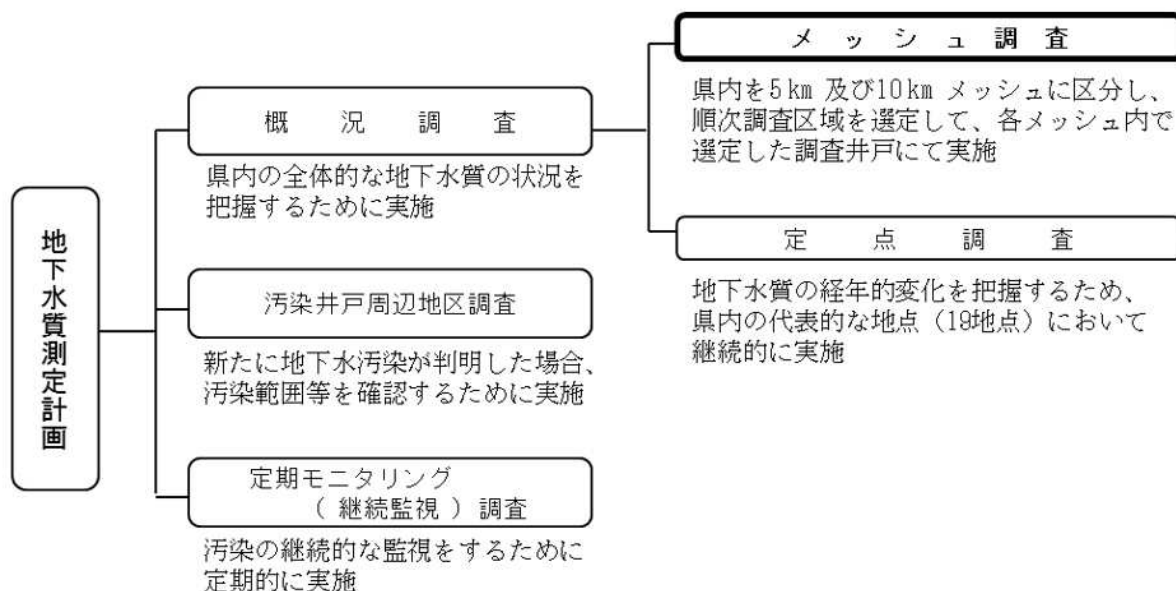 地下水質測定計画
概況調査
県内の全体的な地下水質の状況を
把握するために実施
汚染井戸周辺地区調査
新たに地下水汚染が判明した場合、
汚染範囲等を確認するために実施
定期モニタリング
（継続監視）調査
汚染の継続的な監視をするために
定期的に実施
メッシュ調査
県内を5km 及び10km メッシュに区分し、
順次調査区域を選定して、各メッシュ内で
選定した調査井戸にて実施
定点調査
地下水質の経年的変化を把握するため、
県内の代表的な地点（19地点）において
継続的に実施